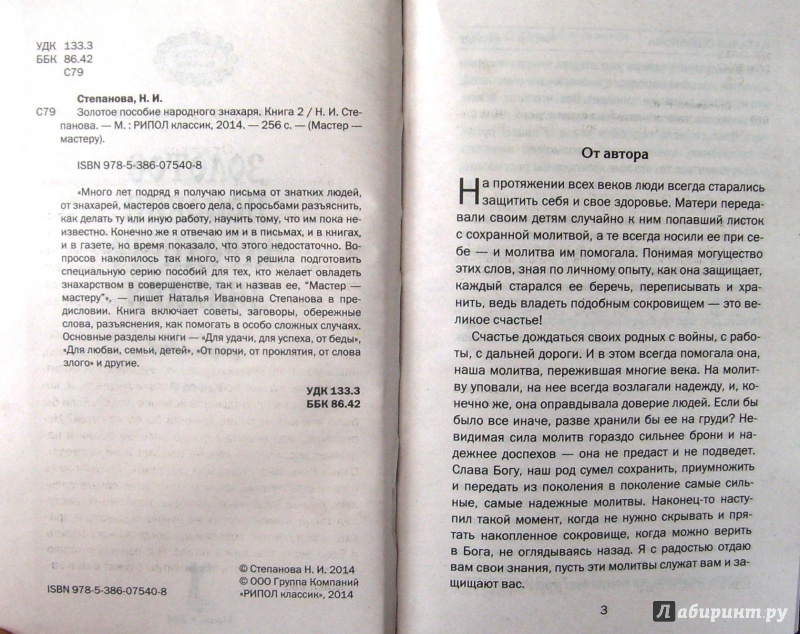 УДК 133.3
ББК 86.42
С79
Степанова, Н. И.
С79 Золотое пособие народного знахаря. Книга 2 / Н. И. Сте-
панова. — М. : РИПОЛ классик, 2014. — 256 с. — (Мастер —
мастеру).
ISBN 978-5-386-07540-8
«Много лет подряд я получаю письма от знатких людей,
от знахарей, мастеров своего дела, с просьбами разъяснить,
как делать ту или иную работу, научить тому, что им пока не-
известно. Конечно же я отвечаю им и в письмах, и в книгах,
и в газете, но время показало, что этого недостаточно. Во-
просов накопилось так много, что я решила подготовить
специальную серию пособий для тех, кто желает овладеть
знахарством в совершенстве, так и назвав ее, "Мастер —
мастеру"», — пишет Наталья Ивановна Степанова в пре-
дисловии. Книга включает советы, заговоры, обережные
слова, разъяснения, как помогать в особо сложных случаях.
Основные разделы книги — «Для удачи, для успеха, от беды»,
«Для любви, семьи, детей», «От порчи, от проклятия, от слова
злого» и другие.
УДК 133.3
ББК 86.42
© Степанова Н. И. 2014
© ООО Группа Компаний
«РИПОЛ классик», 2014
ISBN 978-5-386-07540-8
От автора
На протяжении всех веков люди всегда старались
защитить себя и свое здоровье. Матери переда-
вали своим детям случайно к ним попавший листок
с сохранной молитвой, а те всегда носили ее при се-
бе — и молитва им помогала. Понимая могущество
этих слов, зная по личному опыту, как она защищает,
каждый старался ее беречь, переписывать и хра-
нить, ведь владеть подобным сокровищем — это ве-
ликое счастье!
Счастье дождаться своих родных с войны, с рабо-
ты, с дальней дороги. И в этом всегда помогала она,
наша молитва, пережившая многие века. На молит-
ву уповали, на нее всегда возлагали надежду, и, ко-
нечно же, она оправдывала доверие людей. Если бы
было все иначе, разве хранили бы ее на груди? Не-
видимая сила молитв гораздо сильнее брони и на-
дежнее доспехов — она не предаст и не подведет.
Слава Богу, наш род сумел сохранить, приумножить
и передать из поколения в поколение самые силь-
ные, самые надежные молитвы. Наконец-то насту-
пил такой момент, когда не нужно скрывать и пря-
тать накопленное сокровище, когда можно верить
в Бога, не оглядываясь назад. Я с радостью отдаю
вам свои знания, пусть эти молитвы служат вам и за-
щищают вас.
3
Лабиринт.ру